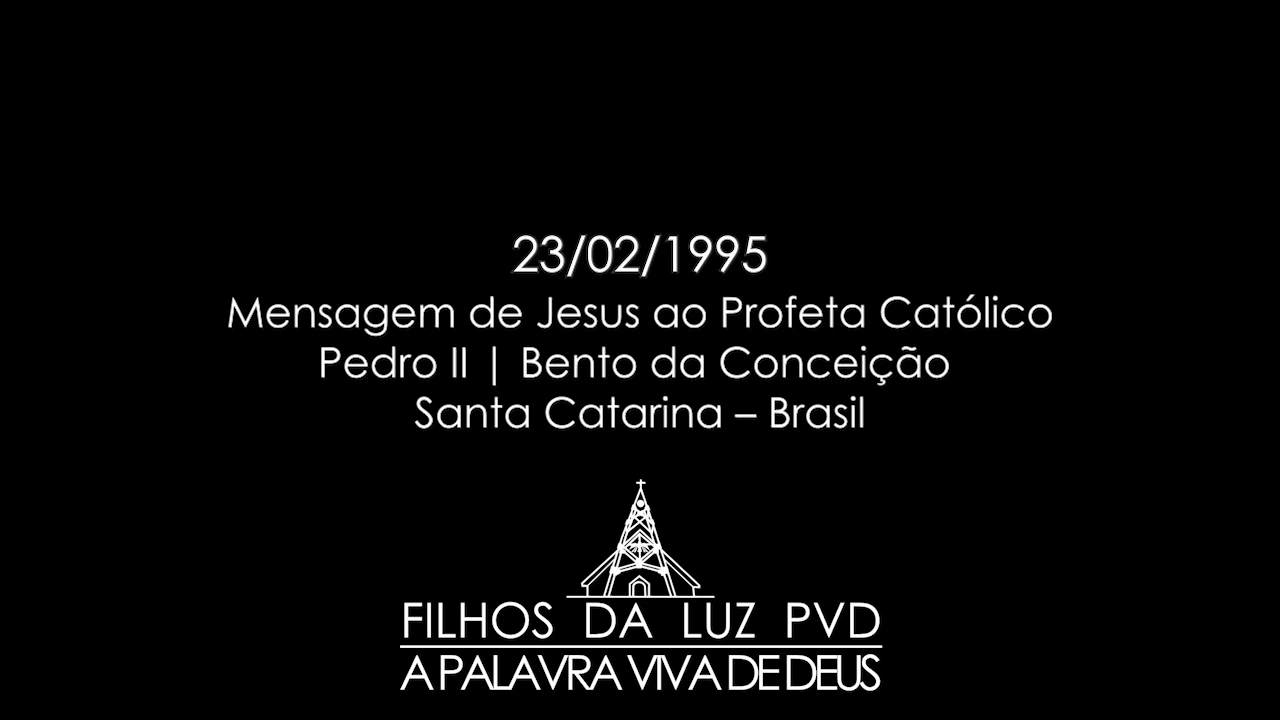 23/02/1995
Mensagem de Jesus ao Profeta Católico
Pedro II | Bento da Conceição
Santa Catarina – Brasil
FILHOS DA LUZ PVD
A PALAVRA VIVA DE DEUS